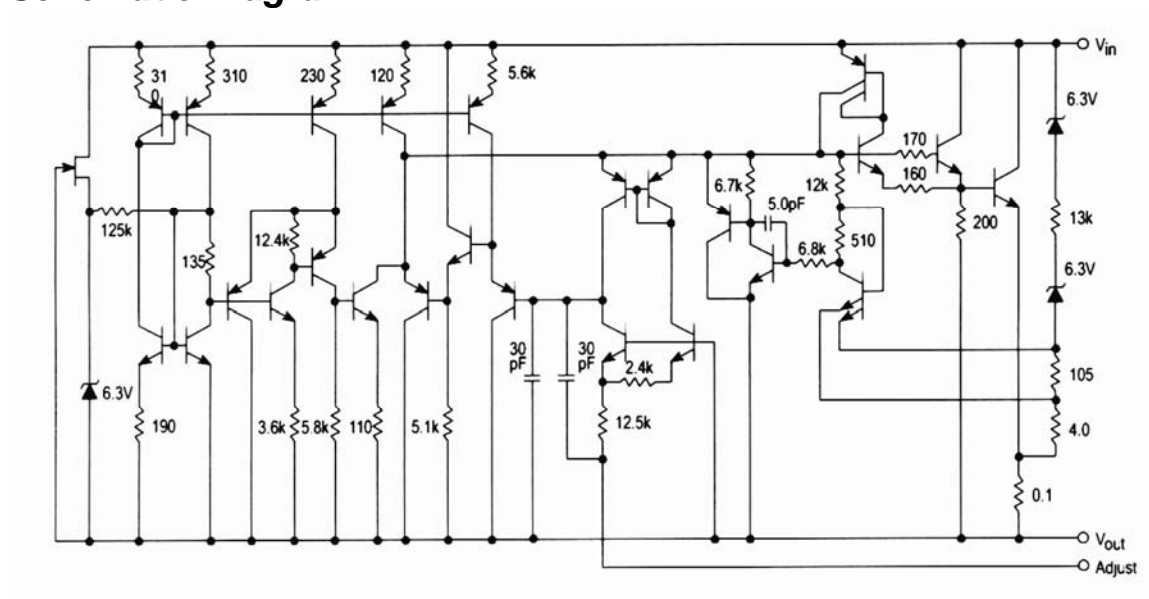 Vin
31
0
310
230
120
5.6k
6.3V
170
160
6.7k
12k
5.0pF
200
13k
125k
12.4k
510
6.8k
135
6.3V
30
pF
30
pF
2.4k
105
6.3V
190
3.6k
5.8k
110
5.1k
12.5k
4.0
0.1
Vout
Adjust